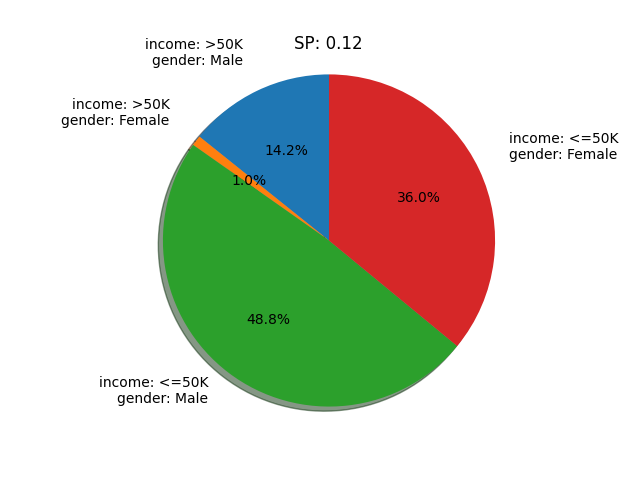 SP: 0.12
income: >50K
gender: Male
income: >50K
gender: Female
income: <=50K
gender: Female
14.2%
1.0%
36.0%
48.8%
income: <=50K
gender: Male